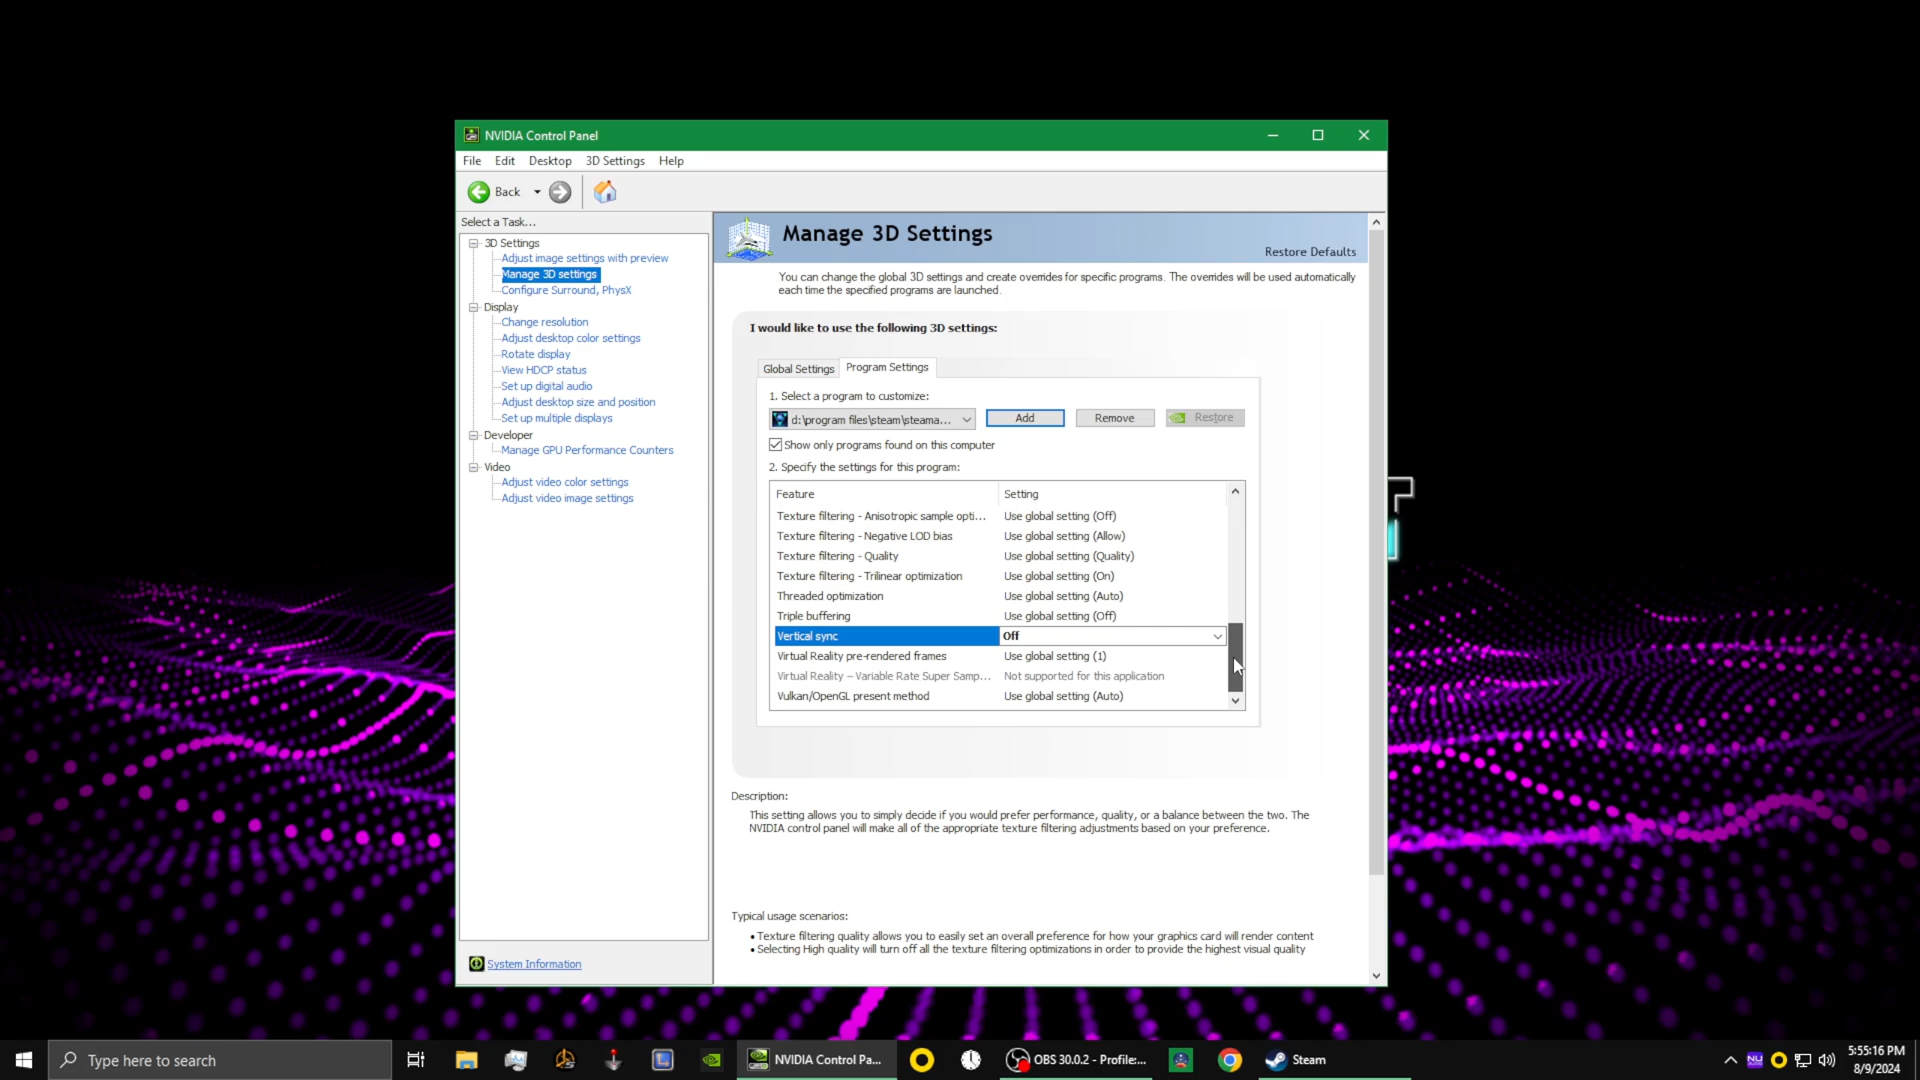 NVIDIA Control Panel
File Edit Desktop 3D Settings Help
Back
Select a Task...
3D Settings
Adjust image settings with preview
Manage 3D settings
Configure Surround, PhysX
Display
Change resolution
Adjust desktop color settings
Rotate display
View HDCP status
Set up digital audio
Adjust desktop size and position
Set up multiple displays
Developer
Manage GPU Performance Counters
Video
Adjust video color settings
Adjust video image settings
System Information
Manage 3D Settings
Restore Defaults
You can change the global 3D settings and create overrides for specific programs. The overrides will be used automatically
each time the specified programs are launched.
I would like to use the following 3D settings:
Global Settings Program Settings
1. Select a program to customize:
d:\program files\steam\steama... Add Remove Restore
Show only programs found on this computer
2. Specify the settings for this program:
Feature Setting
Texture filtering - Anisotropic sample opti... Use global setting (Off)
Texture filtering - Negative LOD bias Use global setting (Allow)
Texture filtering - Quality Use global setting (Quality)
Texture filtering - Trilinear optimization Use global setting (On)
Threaded optimization Use global setting (Auto)
Triple buffering Use global setting (Off)
Vertical sync Off
Virtual Reality pre-rendered frames Use global setting (1)
Virtual Reality – Variable Rate Super Samp... Not supported for this application
Vulkan/OpenGL present method Use global setting (Auto)
Description:
This setting allows you to simply decide if you would prefer performance, quality, or a balance between the two. The
NVIDIA control panel will make all of the appropriate texture filtering adjustments based on your preference.
Typical usage scenarios:
• Texture filtering quality allows you to easily set an overall preference for how your graphics card will render content
• Selecting High quality will turn off all the texture filtering optimizations in order to provide the highest visual quality
Type here to search
NVIDIA Control Pa...
OBS 30.0.2 - Profile:...
Steam
NU
5:55:16 PM
8/9/2024